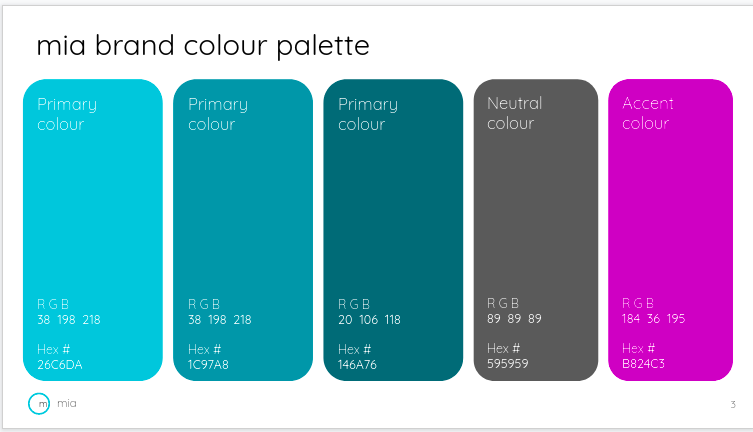 mia brand colour palette
Primary
colour
R G B
38 198 218
Hex #
26C6DA
Primary
colour
R G B
38 198 218
Hex #
1C97A8
Primary
colour
R G B
20 106 118
Hex #
146A76
Neutral
colour
R G B
89 89 89
Hex #
595959
Accent
colour
R G B
184 36 195
Hex #
B824C3
m mia
3